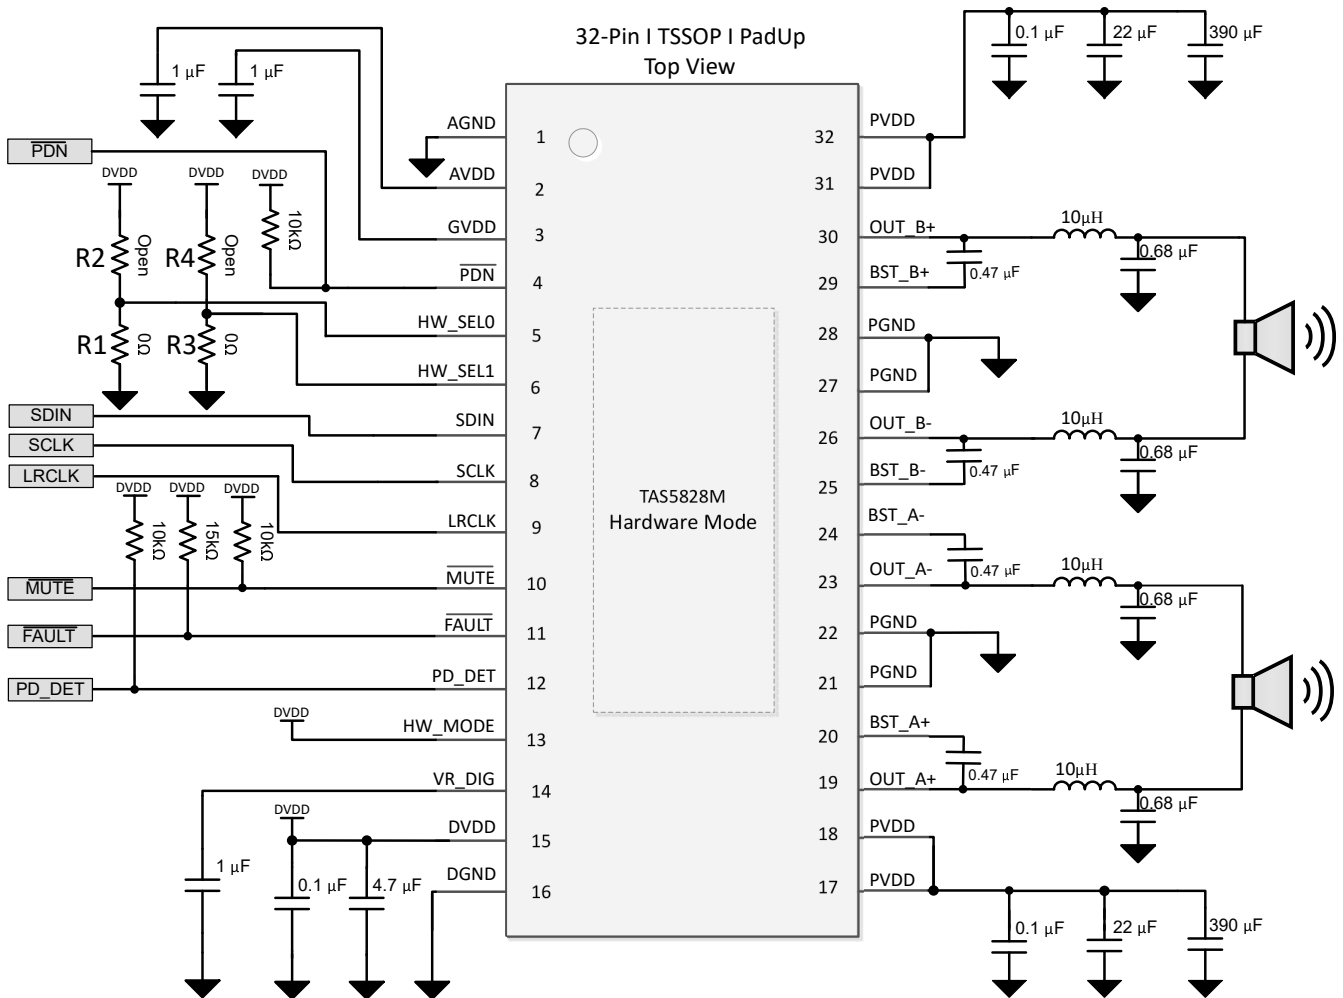 32-Pin I TSSOP I PadUp
Top View
1 μF
1 μF
0.1 μF
22 μF
390 μF
AGND
1
32
PVDD
PDN
AVDD
2
31
PVDD
DVDD
DVDD
DVDD
10kΩ
GVDD
3
30
OUT_B+
10μH
0.68 μF
R2
Open
R4
Open
PDN
4
29
BST_B+
0.47 μF
HW_SEL0
5
28
PGND
R1
0Ω
R3
0Ω
HW_SEL1
6
27
PGND
SDIN
SDIN
7
26
OUT_B-
10μH
0.68 μF
SCLK
SCLK
8
25
BST_B-
0.47 μF
LRCLK
DVDD
DVDD
DVDD
LRCLK
9
24
BST_A-
TAS5828M
Hardware Mode
10kΩ
15kΩ
10kΩ
MUTE
MUTE
10
23
OUT_A-
0.47 μF
10μH
0.68 μF
FAULT
FAULT
11
22
PGND
PD_DET
PD_DET
12
21
PGND
DVDD
HW_MODE
13
20
BST_A+
0.47 μF
VR_DIG
14
19
OUT_A+
10μH
0.68 μF
DVDD
DVDD
15
18
PVDD
1 μF
0.1 μF
4.7 μF
DGND
16
17
PVDD
0.1 μF
22 μF
390 μF